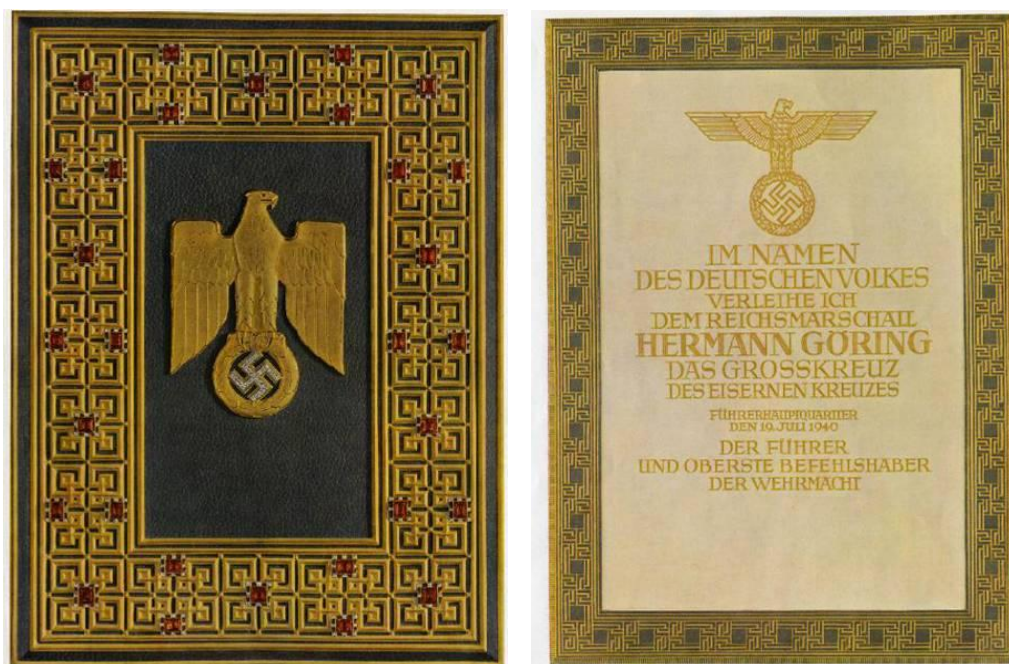 IM NAMEN
DES DEUTSCHEN VOLKES
VERLEIHE ICH
DEM REICHSMARSCHALL
HERMANN GÖRING
DAS GROSSKREUZ
DES EISERNEN KREUZES
FÜHRERHAUPTQUARTIER
DEN 19. JULI 1940
DER FÜHRER
UND OBERSTE BEFEHLSHABER
DER WEHRMACHT